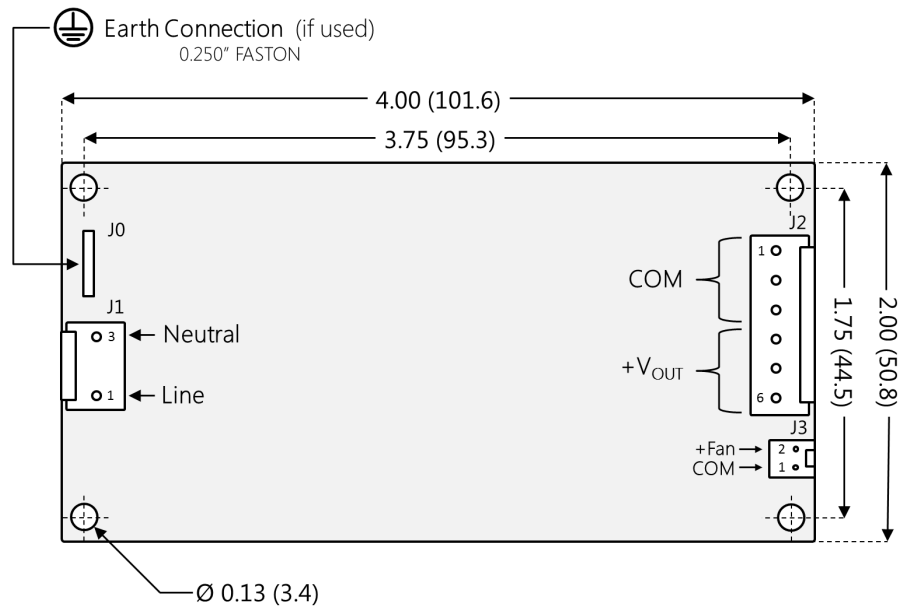 Earth Connection (if used)
0.250" FASTON
4.00 (101.6)
3.75 (95.3)
J0
J1
3 Neutral
1 Line
J2
1
COM
+VOUT
6
J3
+Fan 2
COM 1
1.75 (44.5)
2.00 (50.8)
Ø 0.13 (3.4)